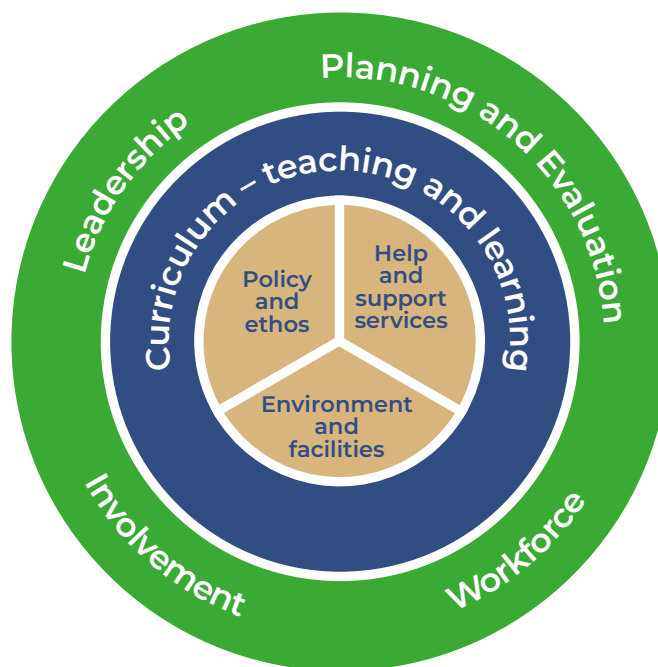 Leadership
Planning and Evaluation
Curriculum – teaching and learning
Policy
and
ethos
Help
and
support
services
Environment
and
facilities
Involvement
Workforce